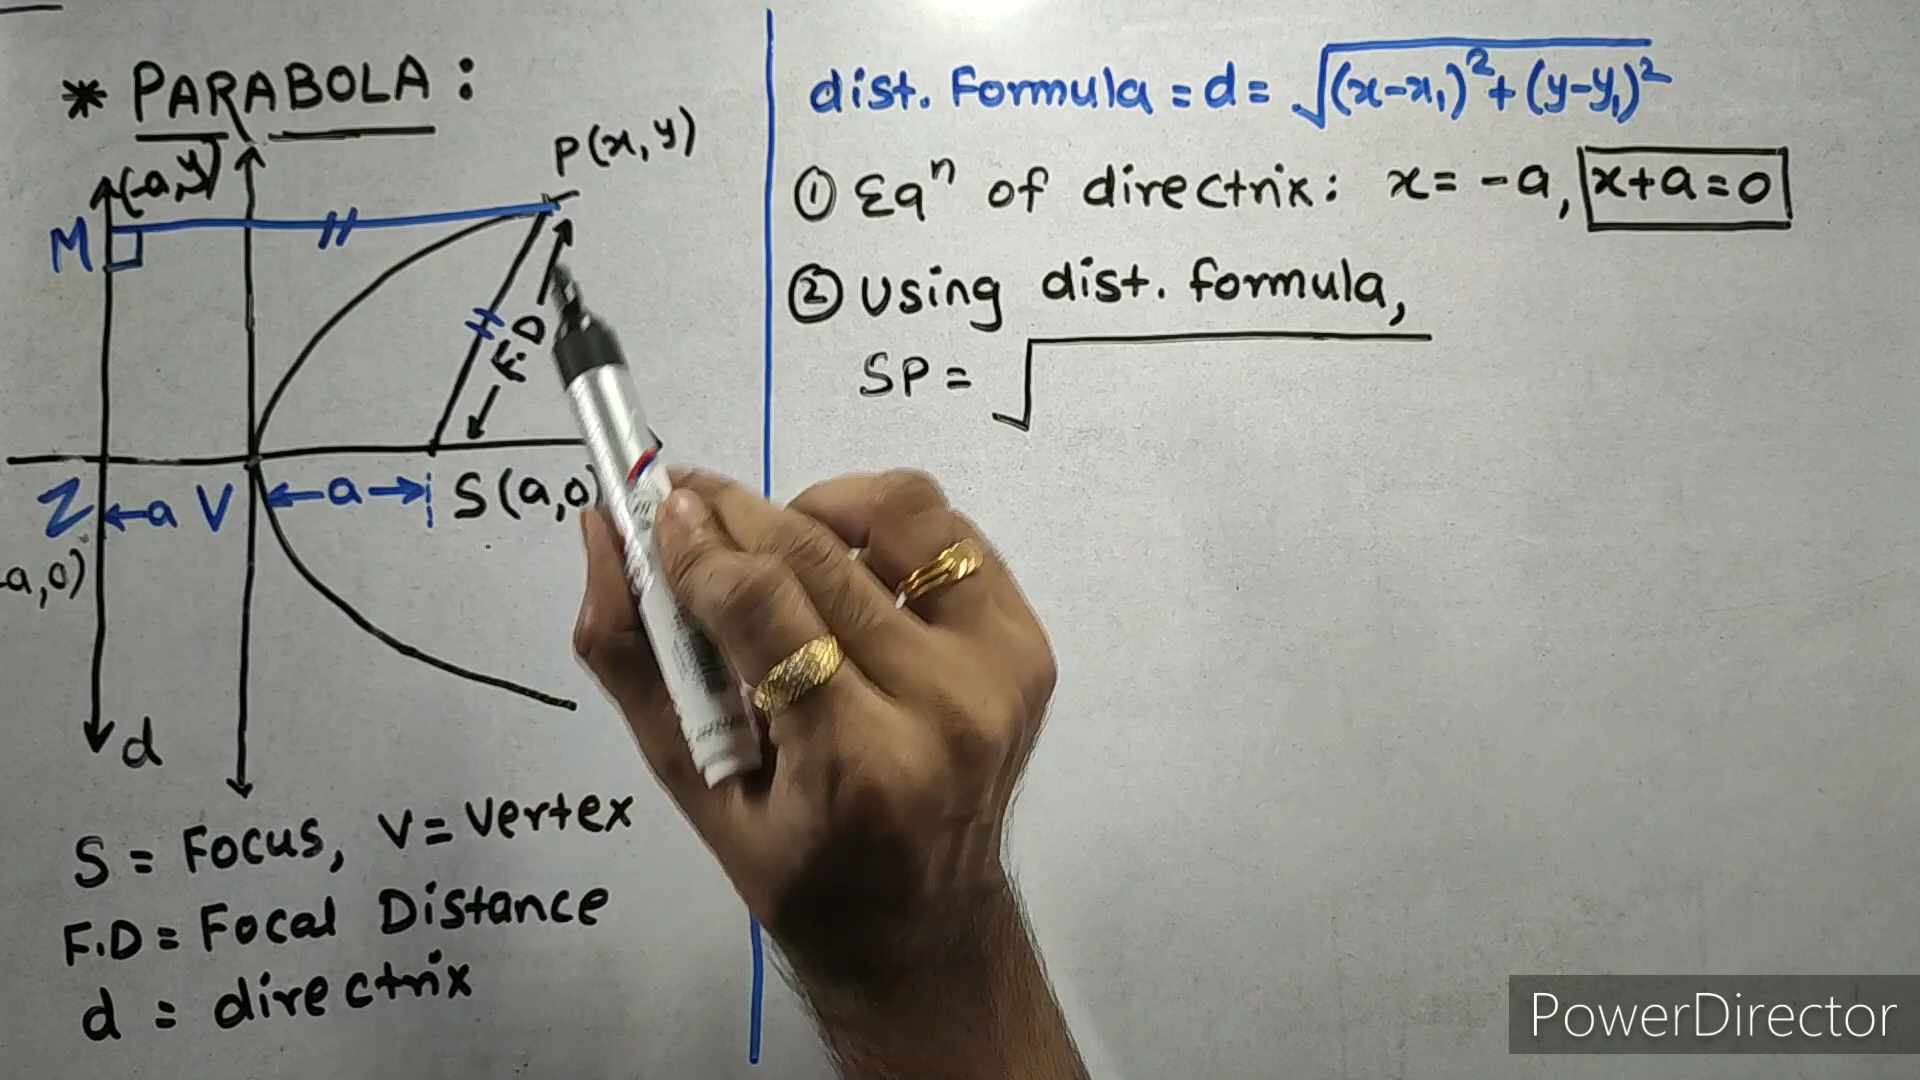 * PARABOLA :
(-a,y)
P(x, y)
M
F.D
Z ←a V ←a→ S(a,0
-a,0)
d
S = Focus, V = Vertex
F.D = Focal Distance
d = directrix
dist. Formula = d = √(x-x₁)²+(y-y₁)²
① Eqⁿ of directrix: x = -a, x+a=0
② Using dist. formula,
SP = √
PowerDirector